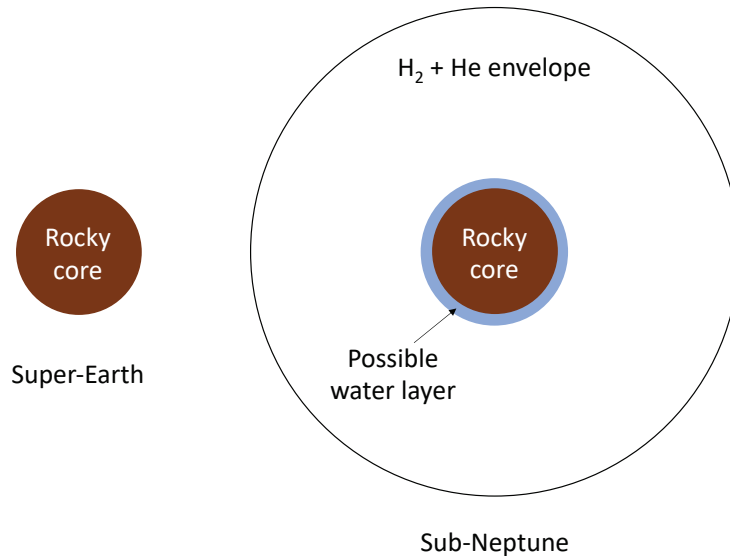 H₂ + He envelope
Rocky
core
Rocky
core
Possible
water layer
Super-Earth
Sub-Neptune